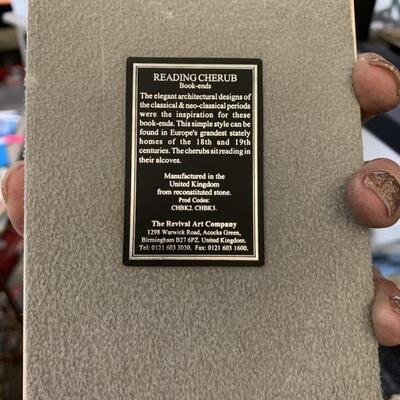 READING CHERUB
Book-ends
The elegant architectural designs of
the classical & neo-classical periods
were the inspiration for these
book-ends. This simple style can be
found in Europe's grandest stately
homes of the 18th and 19th
centuries. The cherubs sit reading in
their alcoves.
Manufactured in the
United Kingdom
from reconstituted stone.
Prod Codes:
CHBK2. CHBK3.
The Revival Art Company
1298 Warwick Road, Acocks Green,
Birmingham B27 6PZ. United Kingdom.
Tel: 0121 603 3030. Fax: 0121 603 1600.